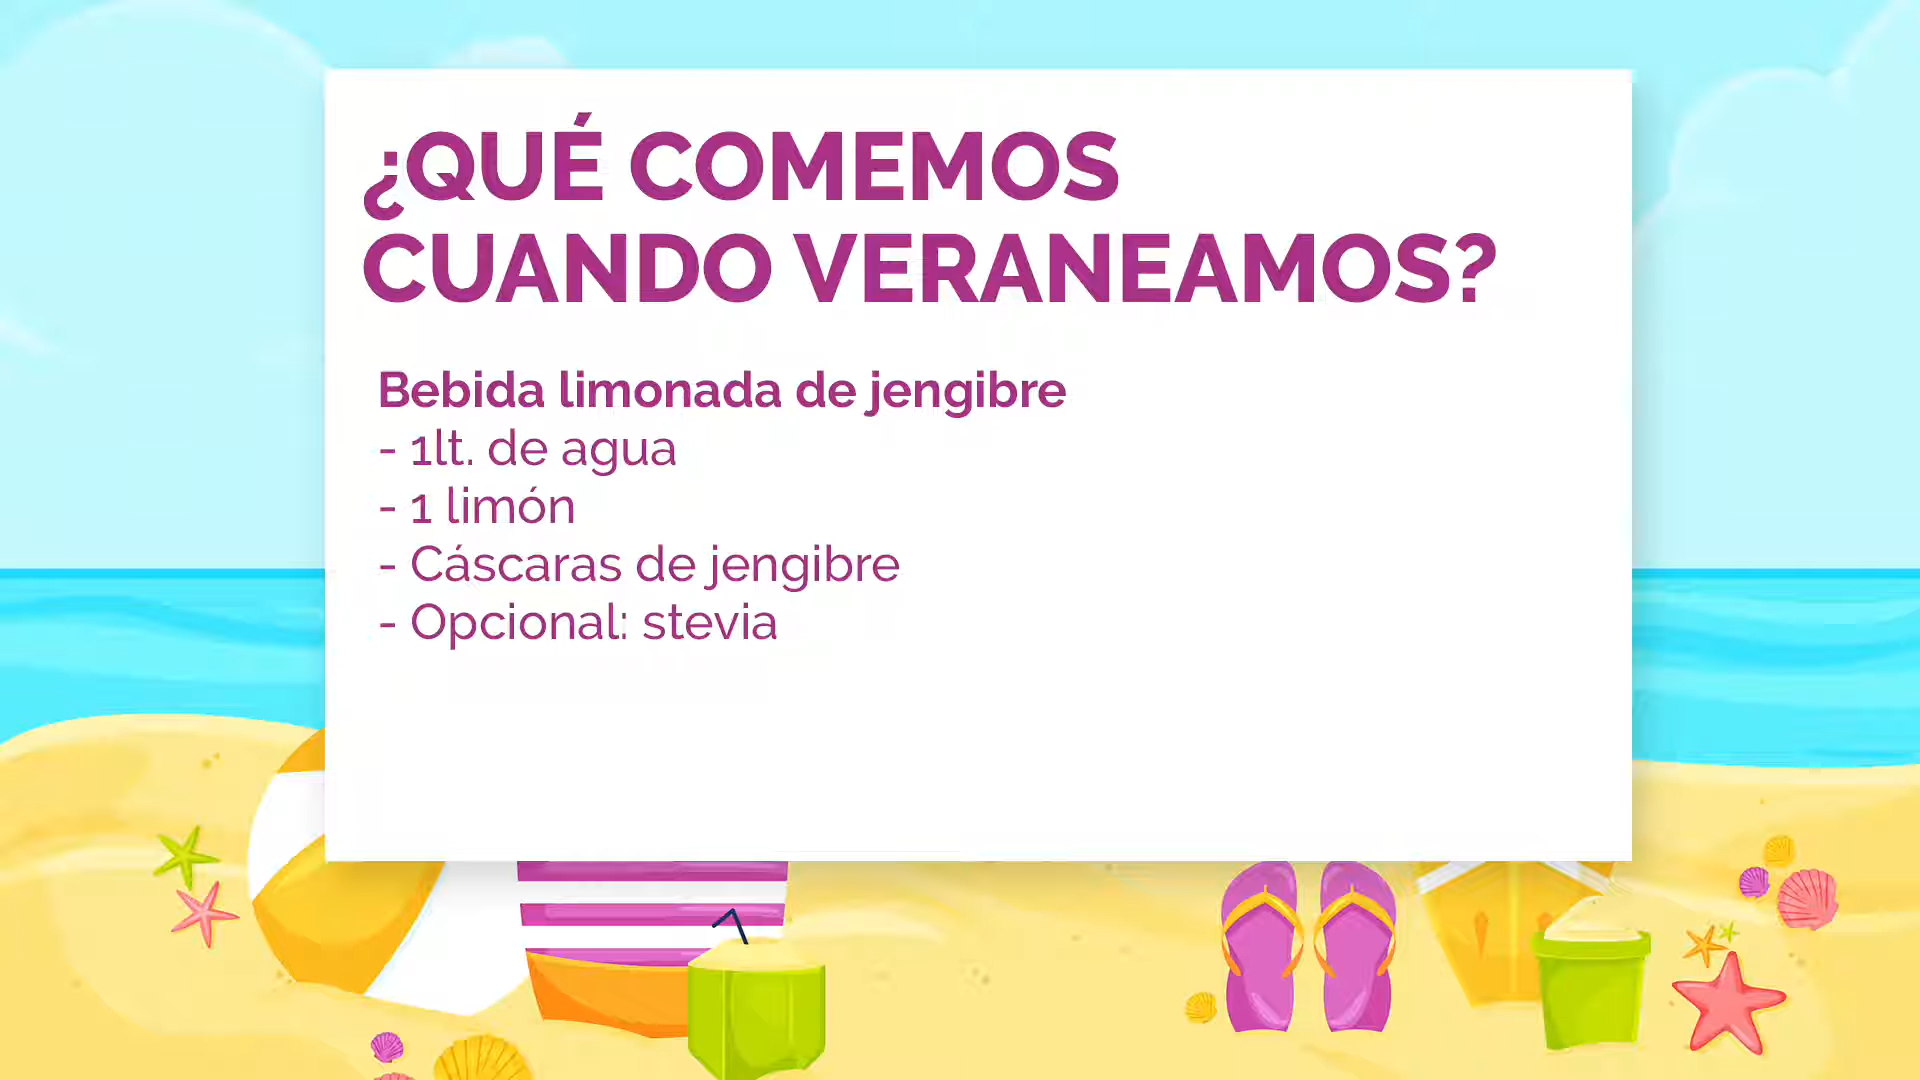 ¿QUÉ COMEMOS
CUANDO VERANEAMOS?
Bebida limonada de jengibre
- 1lt. de agua
- 1 limón
- Cáscaras de jengibre
- Opcional: stevia